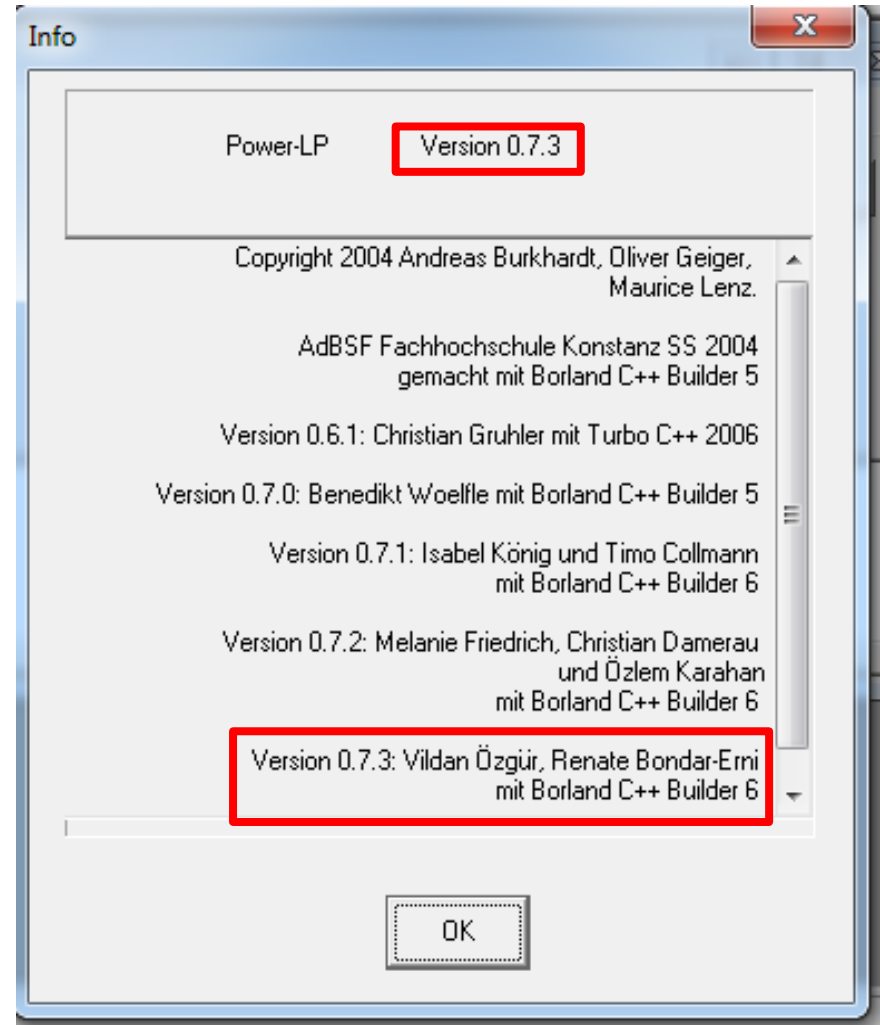 Info
Power-LP Version 0.7.3
Copyright 2004 Andreas Burkhardt, Oliver Geiger,
Maurice Lenz.
AdBSF Fachhochschule Konstanz SS 2004
gemacht mit Borland C++ Builder 5
Version 0.6.1: Christian Gruhler mit Turbo C++ 2006
Version 0.7.0: Benedikt Woelfle mit Borland C++ Builder 5
Version 0.7.1: Isabel König und Timo Collmann
mit Borland C++ Builder 6
Version 0.7.2: Melanie Friedrich, Christian Damerau
und Özlem Karahan
mit Borland C++ Builder 6
Version 0.7.3: Vildan Özgür, Renate Bondar-Erni
mit Borland C++ Builder 6
OK